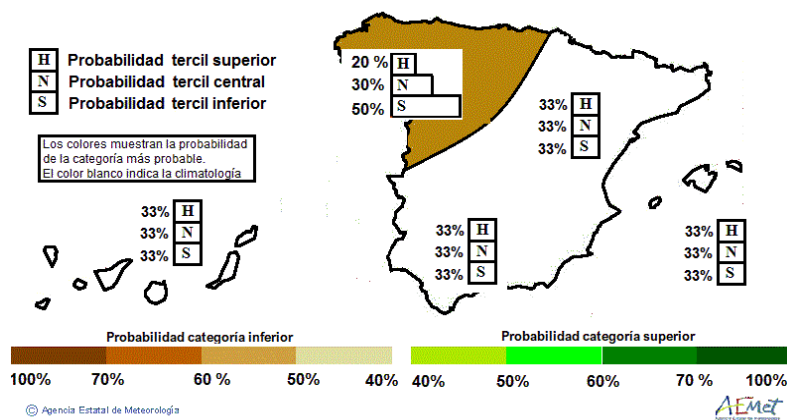 H Probabilidad tercil superior
N Probabilidad tercil central
S Probabilidad tercil inferior
Los colores muestran la probabilidad
de la categoría más probable.
El color blanco indica la climatología
20 % H
30% N
50% S
33% H
33% N
33% S
33% H
33% N
33% S
33% H
33% N
33% S
33% H
33% N
33% S
Probabilidad categoría inferior
100% 70% 60 % 50% 40%
Probabilidad categoría superior
40% 50% 60% 70 % 100%
© Agencia Estatal de Meteorología
AEMet